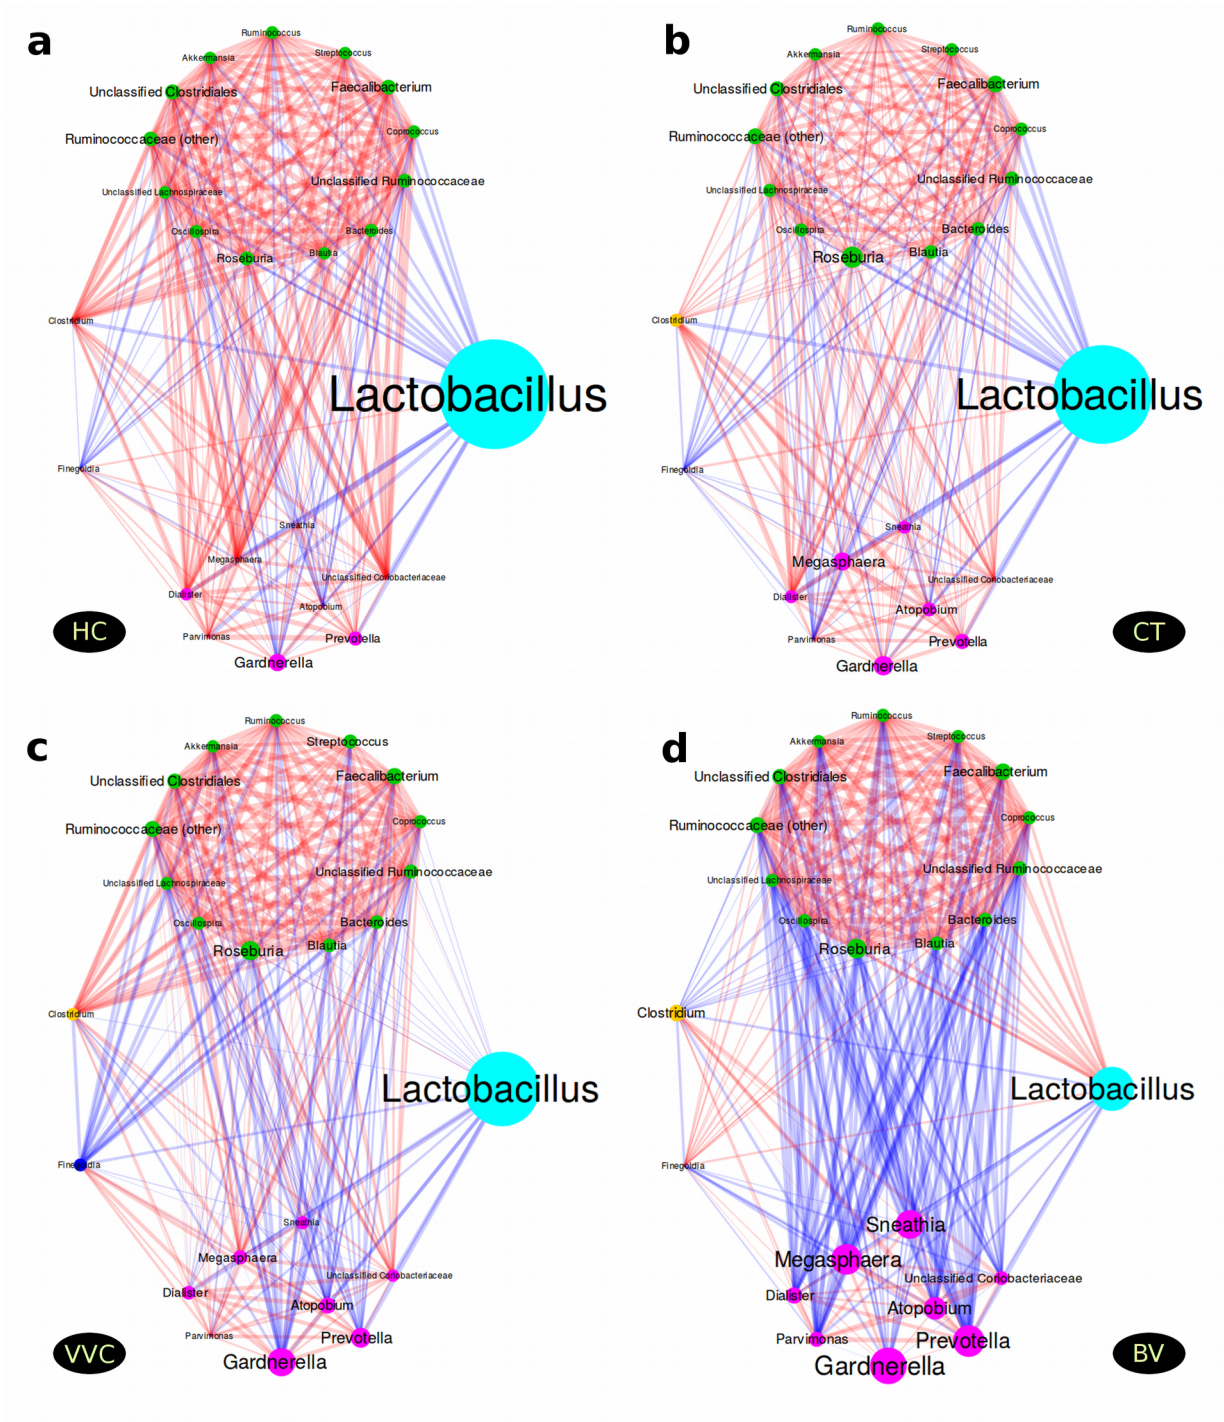 a
Ruminococcus
Akkermansia
Streptococcus
Unclassified Clostridiales
Faecalibacterium
Ruminococcaceae (other)
Coprococcus
Unclassified Lachnospiraceae
Unclassified Ruminococcaceae
Oscillospira
Bacteroides
Roseburia
Blautia
Clostridium
Lactobacillus
Finegoldia
Sneathia
Megasphaera
Unclassified Coriobacteriaceae
Dialister
Atopobium
Parvimonas
Prevotella
Gardnerella
HC
b
Ruminococcus
Akkermansia
Streptococcus
Unclassified Clostridiales
Faecalibacterium
Ruminococcaceae (other)
Coprococcus
Unclassified Lachnospiraceae
Unclassified Ruminococcaceae
Oscillospira
Bacteroides
Roseburia
Blautia
Clostridium
Lactobacillus
Finegoldia
Sneathia
Megasphaera
Unclassified Coriobacteriaceae
Dialister
Atopobium
Parvimonas
Prevotella
Gardnerella
CT
c
Ruminococcus
Akkermansia
Streptococcus
Unclassified Clostridiales
Faecalibacterium
Ruminococcaceae (other)
Coprococcus
Unclassified Lachnospiraceae
Unclassified Ruminococcaceae
Oscillospira
Bacteroides
Roseburia
Blautia
Clostridium
Lactobacillus
Finegoldia
Sneathia
Megasphaera
Unclassified Coriobacteriaceae
Dialister
Atopobium
Parvimonas
Prevotella
Gardnerella
VVC
d
Ruminococcus
Akkermansia
Streptococcus
Unclassified Clostridiales
Faecalibacterium
Ruminococcaceae (other)
Coprococcus
Unclassified Lachnospiraceae
Unclassified Ruminococcaceae
Oscillospira
Bacteroides
Roseburia
Blautia
Clostridium
Lactobacillus
Finegoldia
Sneathia
Megasphaera
Unclassified Coriobacteriaceae
Dialister
Atopobium
Parvimonas
Prevotella
Gardnerella
BV